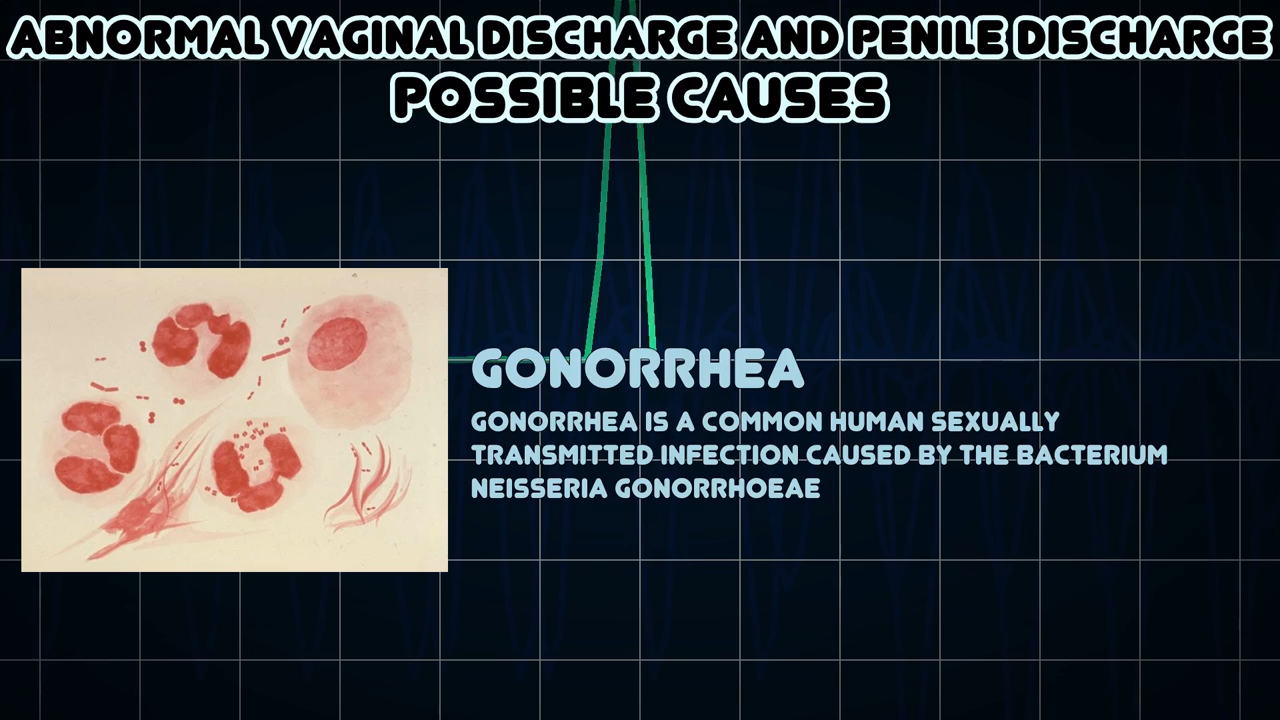 ABNORMAL VAGINAL DISCHARGE AND PENILE DISCHARGE
POSSIBLE CAUSES
GONORRHEA
GONORRHEA IS A COMMON HUMAN SEXUALLY
TRANSMITTED INFECTION CAUSED BY THE BACTERIUM
NEISSERIA GONORRHOEAE